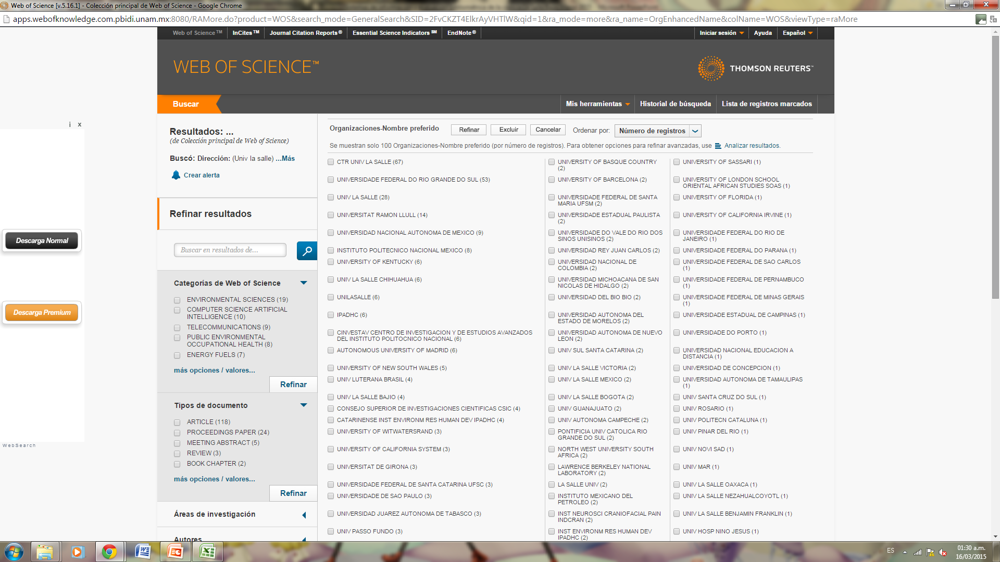 Web of Science [v.5.16.1] - Colección principal de Web of Science - Google Chrome
apps.webofknowledge.com.pbidi.unam.mx:8080/RAMore.do?product=WOS&search_mode=GeneralSearch&SID=2FvCKZT4ElkrAyVHTlW&qid=1&ra_mode=more&ra_name=OrgEnhancedName&colName=WOS&viewType=raMore
Web of Science™ InCites™ Journal Citation Reports® Essential Science Indicators℠ EndNote® Iniciar sesión Ayuda Español
WEB OF SCIENCE™
THOMSON REUTERS™
Buscar
Mis herramientas Historial de búsqueda Lista de registros marcados
i x
Descarga Normal
Descarga Premium
WebSearch
Resultados: ...
(de Colección principal de Web of Science)
Buscó: Dirección: (Univ la salle) ...Más
Crear alerta
Refinar resultados
Buscar en resultados de...
Categorías de Web of Science
ENVIRONMENTAL SCIENCES (19)
COMPUTER SCIENCE ARTIFICIAL
INTELLIGENCE (10)
TELECOMMUNICATIONS (9)
PUBLIC ENVIRONMENTAL
OCCUPATIONAL HEALTH (8)
ENERGY FUELS (7)
más opciones / valores...
Refinar
Tipos de documento
ARTICLE (118)
PROCEEDINGS PAPER (24)
MEETING ABSTRACT (5)
REVIEW (3)
BOOK CHAPTER (2)
más opciones / valores...
Refinar
Áreas de investigación
Autores
Organizaciones-Nombre preferido Refinar Excluir Cancelar Ordenar por: Número de registros
Se muestran solo 100 Organizaciones-Nombre preferido (por número de registros). Para obtener opciones para refinar avanzadas, use Analizar resultados.
CTR UNIV LA SALLE (67)
UNIVERSIDADE FEDERAL DO RIO GRANDE DO SUL (53)
UNIV LA SALLE (28)
UNIVERSITAT RAMON LLULL (14)
UNIVERSIDAD NACIONAL AUTONOMA DE MEXICO (9)
INSTITUTO POLITECNICO NACIONAL MEXICO (8)
UNIVERSITY OF KENTUCKY (6)
UNIV LA SALLE CHIHUAHUA (6)
UNILASALLE (6)
IPADHC (6)
CINVESTAV CENTRO DE INVESTIGACION Y DE ESTUDIOS AVANZADOS
DEL INSTITUTO POLITOCNICO NACIONAL (6)
AUTONOMOUS UNIVERSITY OF MADRID (6)
UNIVERSITY OF NEW SOUTH WALES (5)
UNIV LUTERANA BRASIL (4)
UNIV LA SALLE BAJIO (4)
CONSEJO SUPERIOR DE INVESTIGACIONES CIENTIFICAS CSIC (4)
CATARINENSE INST ENVIRONM RES HUMAN DEV IPADHC (4)
UNIVERSITY OF WITWATERSRAND (3)
UNIVERSITY OF CALIFORNIA SYSTEM (3)
UNIVERSITAT DE GIRONA (3)
UNIVERSIDADE FEDERAL DE SANTA CATARINA UFSC (3)
UNIVERSIDADE DE SAO PAULO (3)
UNIVERSIDAD JUAREZ AUTONOMA DE TABASCO (3)
UNIV PASSO FUNDO (3)
UNIVERSITY OF BASQUE COUNTRY
(2)
UNIVERSITY OF BARCELONA (2)
UNIVERSIDADE FEDERAL DE SANTA
MARIA UFSM (2)
UNIVERSIDADE ESTADUAL PAULISTA
(2)
UNIVERSIDADE DO VALE DO RIO DOS
SINOS UNISINOS (2)
UNIVERSIDAD REY JUAN CARLOS (2)
UNIVERSIDAD NACIONAL DE
COLOMBIA (2)
UNIVERSIDAD MICHOACANA DE SAN
NICOLAS DE HIDALGO (2)
UNIVERSIDAD DEL BIO BIO (2)
UNIVERSIDAD AUTONOMA DEL
ESTADO DE MORELOS (2)
UNIVERSIDAD AUTONOMA DE NUEVO
LEON (2)
UNIV SUL SANTA CATARINA (2)
UNIV LA SALLE VICTORIA (2)
UNIV LA SALLE MEXICO (2)
UNIV LA SALLE BOGOTA (2)
UNIV GUANAJUATO (2)
UNIV AUTONOMA CAMPECHE (2)
PONTIFICIA UNIV CATOLICA RIO
GRANDE DO SUL (2)
NORTH WEST UNIVERSITY SOUTH
AFRICA (2)
LAWRENCE BERKELEY NATIONAL
LABORATORY (2)
LA SALLE UNIV (2)
INSTITUTO MEXICANO DEL
PETROLEO (2)
INST NEUROSCI CRANIOFACIAL PAIN
INDCRAN (2)
INST ENVIRONM RES HUMAN DEV
IPADHC (2)
UNIVERSITY OF SASSARI (1)
UNIVERSITY OF LONDON SCHOOL
ORIENTAL AFRICAN STUDIES SOAS (1)
UNIVERSITY OF FLORIDA (1)
UNIVERSITY OF CALIFORNIA IRVINE (1)
UNIVERSIDADE FEDERAL DO RIO DE
JANEIRO (1)
UNIVERSIDADE FEDERAL DO PARANA (1)
UNIVERSIDADE FEDERAL DE SAO CARLOS
(1)
UNIVERSIDADE FEDERAL DE PERNAMBUCO
(1)
UNIVERSIDADE FEDERAL DE MINAS GERAIS
(1)
UNIVERSIDADE ESTADUAL DE CAMPINAS (1)
UNIVERSIDADE DO PORTO (1)
UNIVERSIDAD NACIONAL EDUCACION A
DISTANCIA (1)
UNIVERSIDAD DE CONCEPCION (1)
UNIVERSIDAD AUTONOMA DE TAMAULIPAS
(1)
UNIV SANTA CRUZ DO SUL (1)
UNIV ROSARIO (1)
UNIV POLITECN CATALUNA (1)
UNIV PINAR DEL RIO (1)
UNIV NOVI SAD (1)
UNIV MAR (1)
UNIV LA SALLE OAXACA (1)
UNIV LA SALLE NEZAHUALCOYOTL (1)
UNIV LA SALLE BENJAMIN FRANKLIN (1)
UNIV HOSP NINO JESUS (1)
ES
01:30 a.m.
16/03/2015